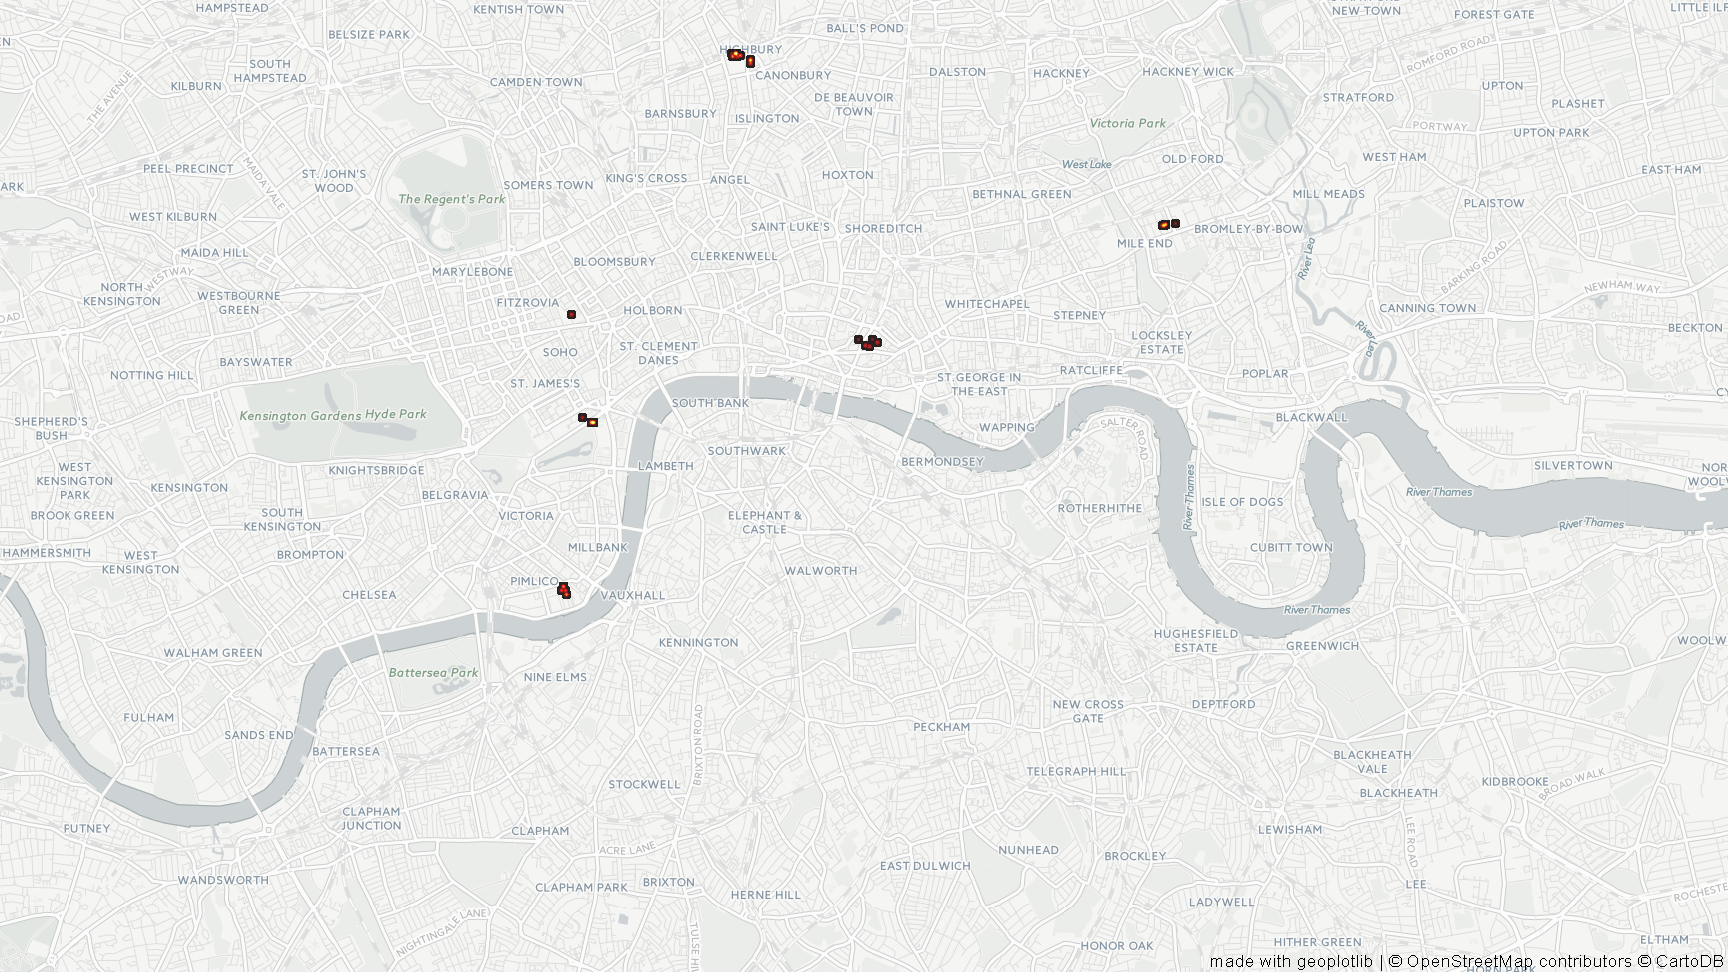 KENTISH TOWN
NEW TOWN
LITTLE ILF
HAMPSTEAD
BELSIZE PARK
BALL'S POND
FOREST GATE
HIGHBURY
ROMFORD ROAD
SOUTH
HAMPSTEAD
THE AVENUE
KILBURN
CAMDEN TOWN
CANONBURY
DALSTON
HACKNEY
HACKNEY WICK
UPTON
DE BEAUVOIR
TOWN
STRATFORD
PLASHET
BARNSBURY
ISLINGTON
Victoria Park
PORTWAY
UPTON PARK
PEEL PRECINCT
MAIDA VALE
ST. JOHN'S
WOOD
SOMERS TOWN
KING'S CROSS
ANGEL
HOXTON
West Lake
OLD FORD
WEST HAM
EAST HAM
ARK
The Regent's Park
BETHNAL GREEN
MILL MEADS
PLAISTOW
WEST KILBURN
SAINT LUKE'S
SHOREDITCH
BROMLEY-BY-BOW
MAIDA HILL
MILE END
River Lea
BARKING ROAD
WESTWAY
MARYLEBONE
BLOOMSBURY
CLERKENWELL
NORTH
KENSINGTON
WESTBOURNE
GREEN
FITZROVIA
HOLBORN
WHITECHAPEL
STEPNEY
CANNING TOWN
NEWHAM WAY
BECKTON
ROAD
SOHO
ST. CLEMENT
DANES
LOCKSLEY
ESTATE
River Lea
BAYSWATER
NOTTING HILL
ST. JAMES'S
ST.GEORGE IN
THE-EAST
RATCLIFFE
POPLAR
SHEPHERD'S
BUSH
Kensington Gardens
Hyde Park
SOUTH BANK
WAPPING
SALTER ROAD
BLACKWALL
CY
WEST
KENSINGTON
PARK
KNIGHTSBRIDGE
LAMBETH
SOUTHWARK
BERMONDSEY
SILVERTOWN
NOR
WOOLW
KENSINGTON
BELGRAVIA
River Thames
ISLE OF DOGS
River Thames
BROOK GREEN
SOUTH
KENSINGTON
VICTORIA
ELEPHANT &
CASTLE
ROTHERHITHE
River Thames
HAMMERSMITH
WEST
KENSINGTON
BROMPTON
MILLBANK
WALWORTH
CUBITT TOWN
PIMLICO
CHELSEA
VAUXHALL
River Thames
WALHAM GREEN
KENNINGTON
HUGHESFIELD
ESTATE
GREENWICH
WOOLW
Battersea Park
NINE ELMS
FULHAM
NEW CROSS
GATE
DEPTFORD
SANDS END
BATTERSEA
BRIXTON ROAD
PECKHAM
BLACKHEATH
VALE
STOCKWELL
TELEGRAPH HILL
KIDBROOKE
BROAD WALK
BLACKHEATH
CLAPHAM
JUNCTION
FUTNEY
CLAPHAM
LEWISHAM
LEE ROAD
ACRE LANE
NUNHEAD
BROCKLEY
EAST DULWICH
WANDSWORTH
CLAPHAM PARK
BRIXTON
HERNE HILL
LEE
ROCHESTE
LADYWELL
NIGHTINGALE LANE
TULSE HI
HONOR OAK
HITHER GREEN
ELTHAM
made with geoplotlib | © OpenStreetMap contributors © CartoDB